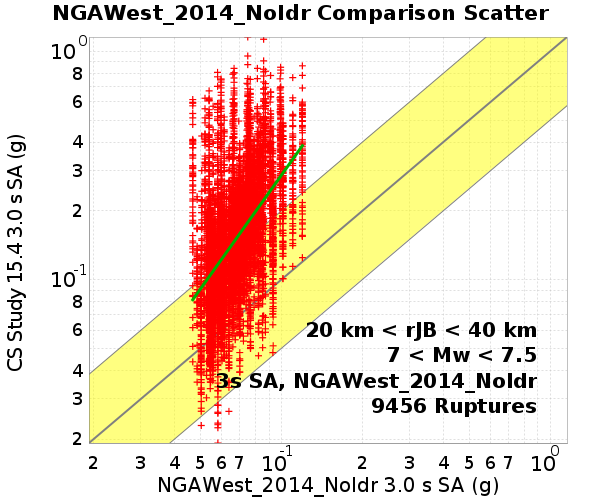 NGAWest_2014_NoIdr Comparison Scatter
10^0
8
6
4
3
2
10^-1
8
6
4
3
2
CS Study 15.4 3.0 s SA (g)
20 km < rJB < 40 km
7 < Mw < 7.5
3s SA, NGAWest_2014_NoIdr
9456 Ruptures
2 3 4 5 6 7 10^-1 2 3 4 5 6 7 10^0
NGAWest_2014_NoIdr 3.0 s SA (g)